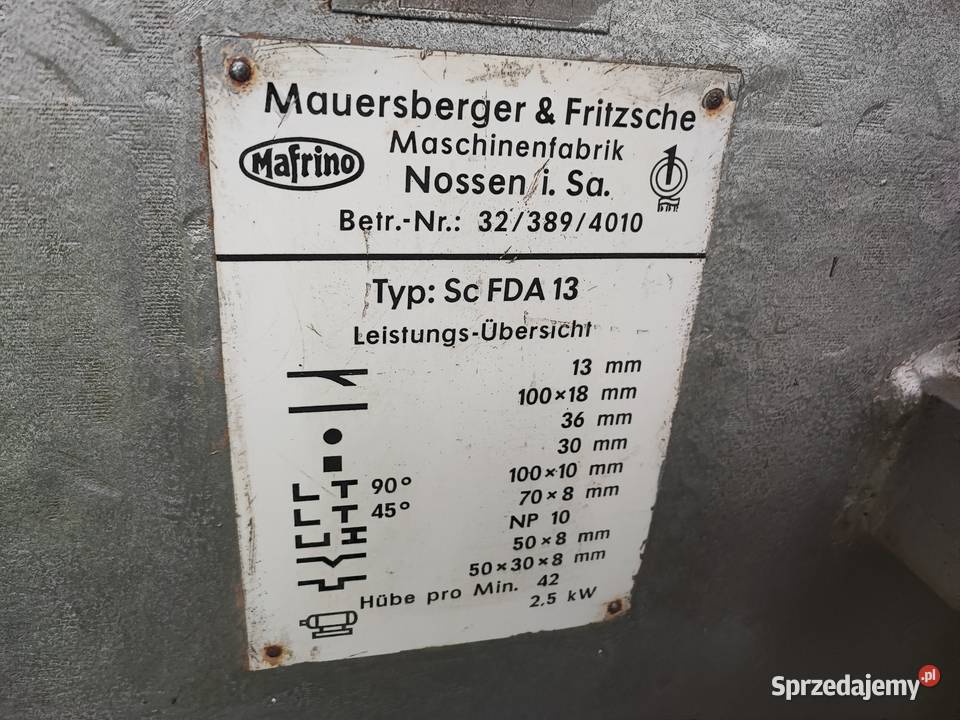 Mauersberger & Fritzsche
Mafrino
Maschinenfabrik
Nossen i. Sa.
Betr.-Nr.: 32/389/4010
Typ: Sc FDA 13
Leistungs-Übersicht
13 mm
100×18 mm
36 mm
30 mm
90° 100×10 mm
45° 70×8 mm
NP 10
50×8 mm
50×30×8 mm
Hübe pro Min. 42
2,5 kW
Sprzedajemy.pl